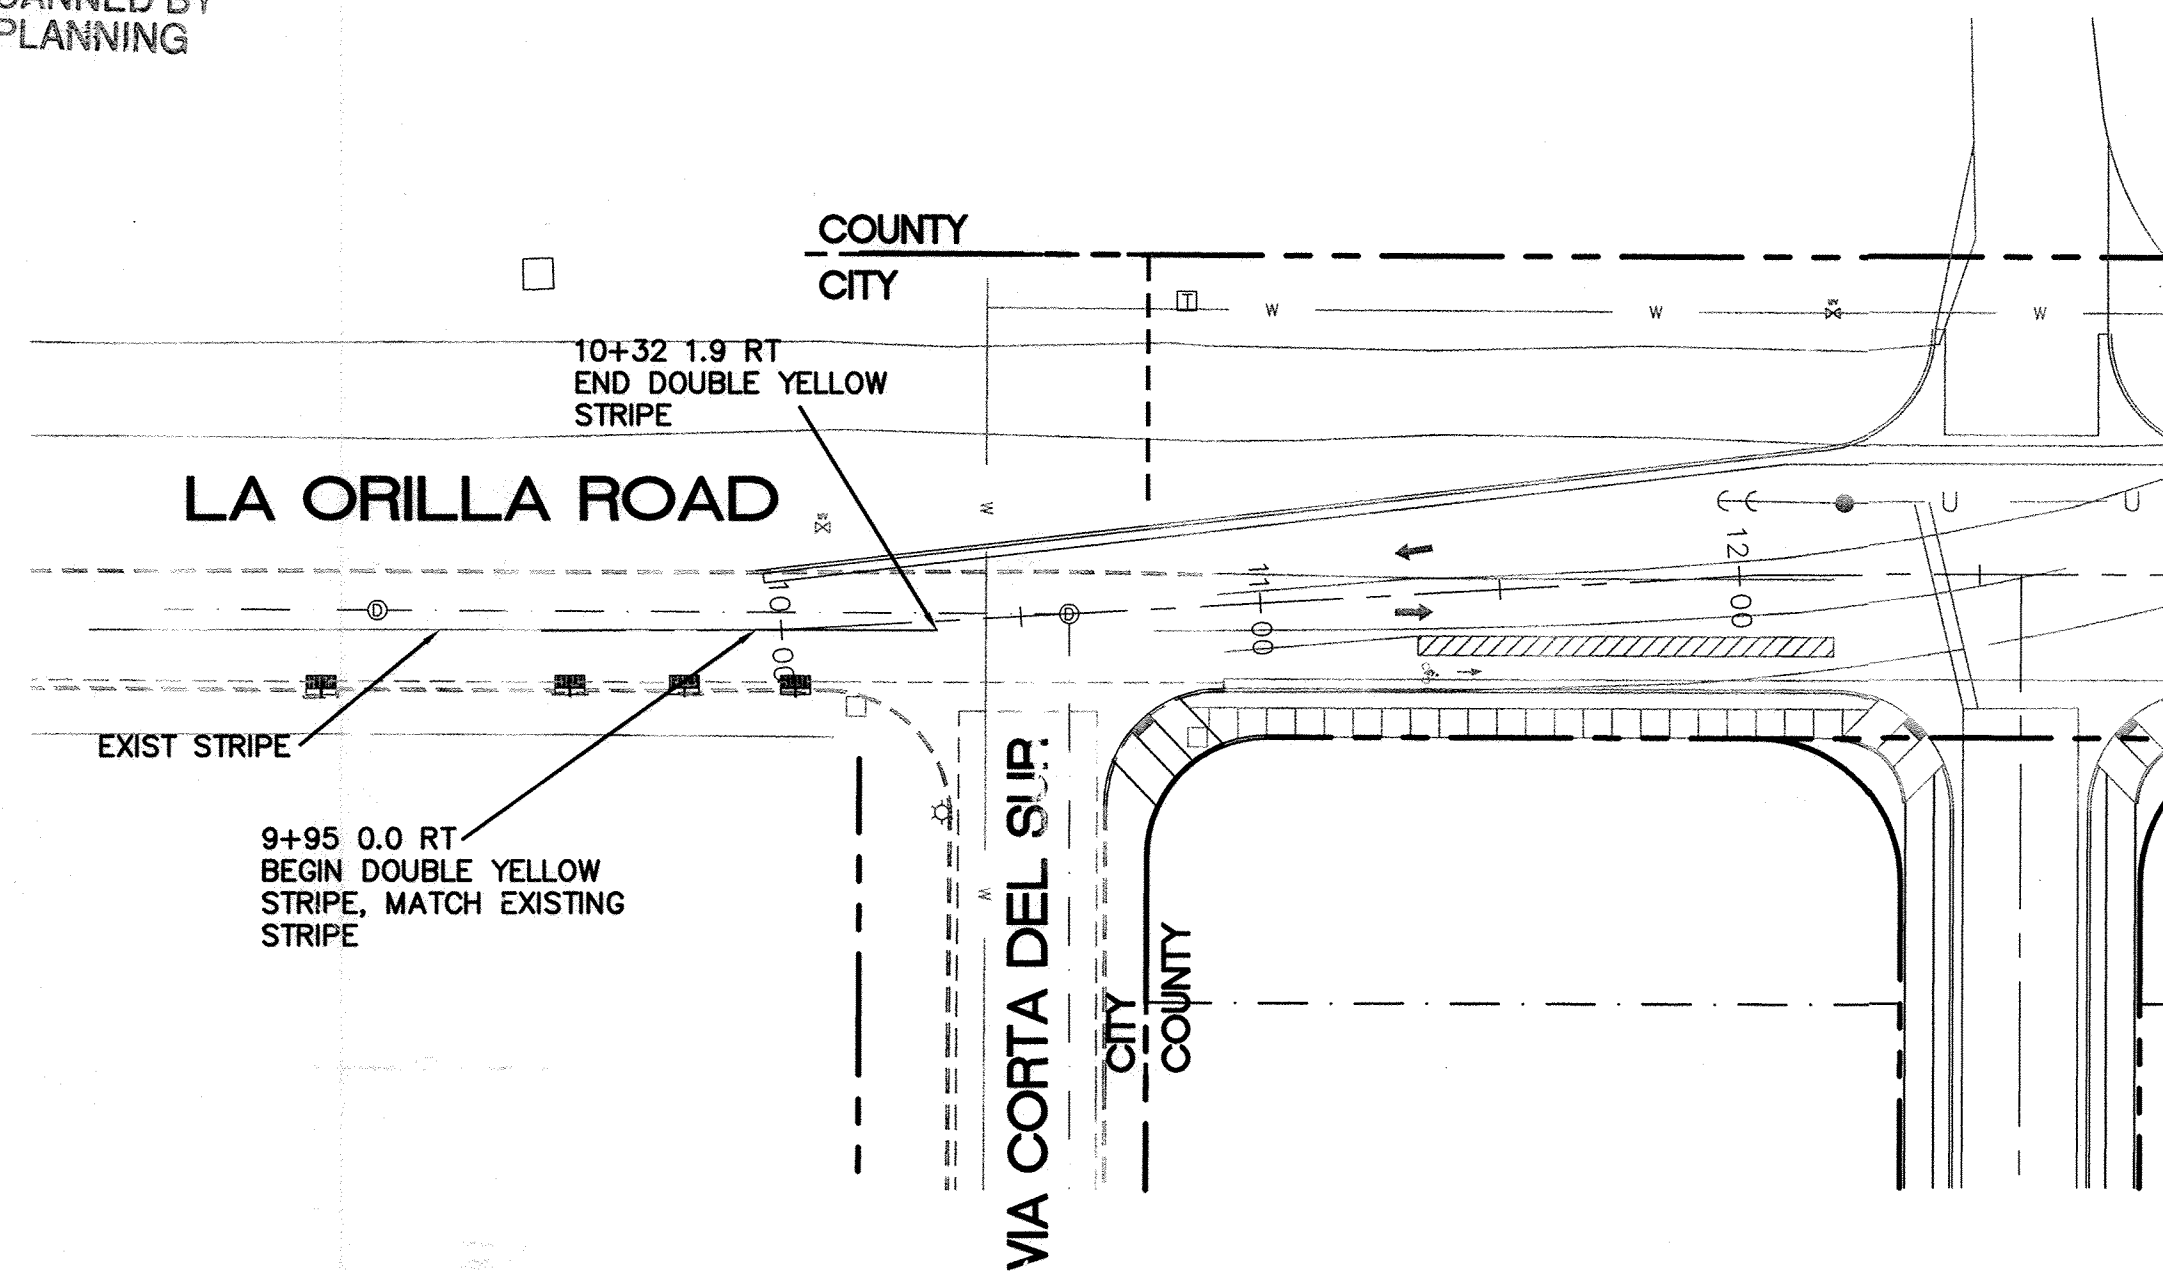 PLANNING
COUNTY
CITY
T
W
W
W
10+32 1.9 RT
END DOUBLE YELLOW
STRIPE
LA ORILLA ROAD
W
12+00
11+00
10+00
D
D
EXIST STRIPE
9+95 0.0 RT
BEGIN DOUBLE YELLOW
STRIPE, MATCH EXISTING
STRIPE
W
VIA CORTA DEL SUR.
CITY
COUNTY